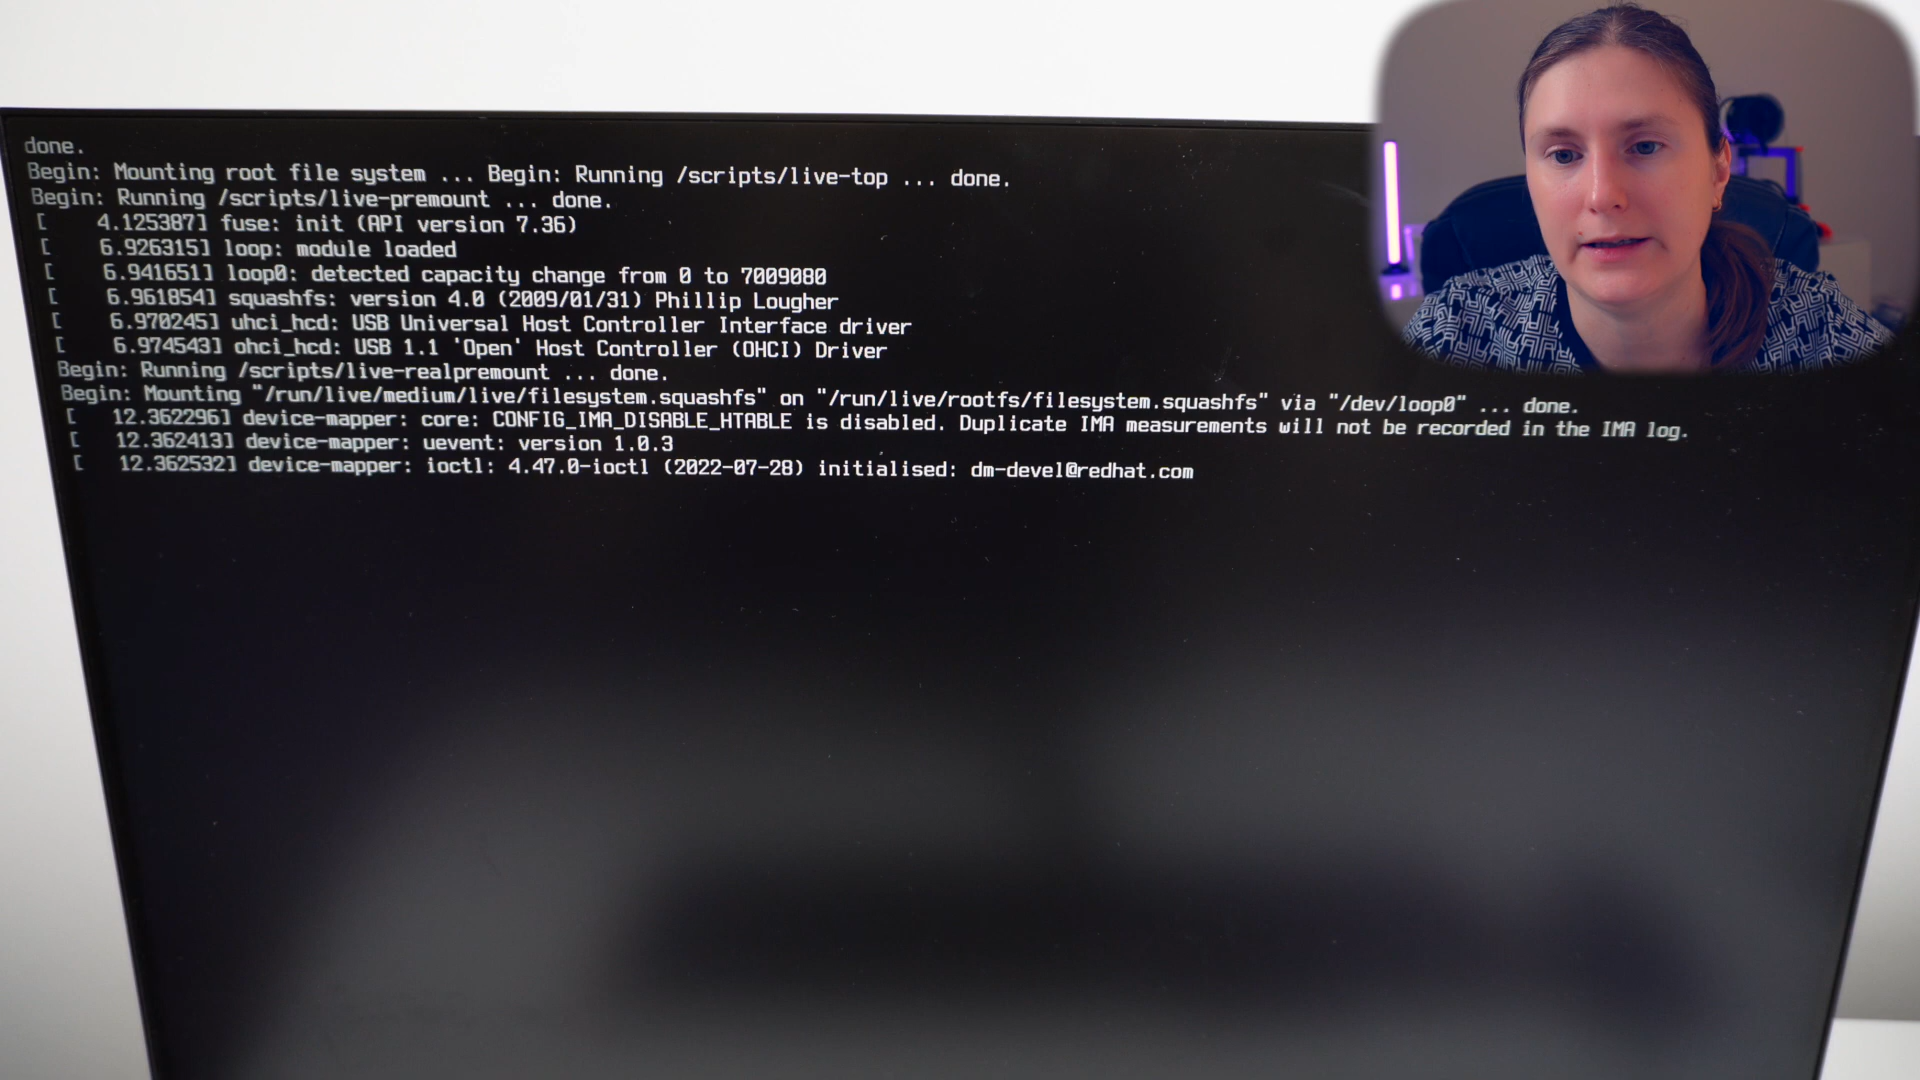 done.
Begin: Mounting root file system ... Begin: Running /scripts/live-top ... done.
Begin: Running /scripts/live-premount ... done.
[    4.125387] fuse: init (API version 7.36)
[    6.926315] loop: module loaded
[    6.941651] loop0: detected capacity change from 0 to 7009080
[    6.961854] squashfs: version 4.0 (2009/01/31) Phillip Lougher
[    6.970245] uhci_hcd: USB Universal Host Controller Interface driver
[    6.974543] ohci_hcd: USB 1.1 'Open' Host Controller (OHCI) Driver
Begin: Running /scripts/live-realpremount ... done.
Begin: Mounting "/run/live/medium/live/filesystem.squashfs" on "/run/live/rootfs/filesystem.squashfs" via "/dev/loop0" ... done.
[   12.362296] device-mapper: core: CONFIG_IMA_DISABLE_HTABLE is disabled. Duplicate IMA measurements will not be recorded in the IMA log.
[   12.362413] device-mapper: uevent: version 1.0.3
[   12.362532] device-mapper: ioctl: 4.47.0-ioctl (2022-07-28) initialised: dm-devel@redhat.com